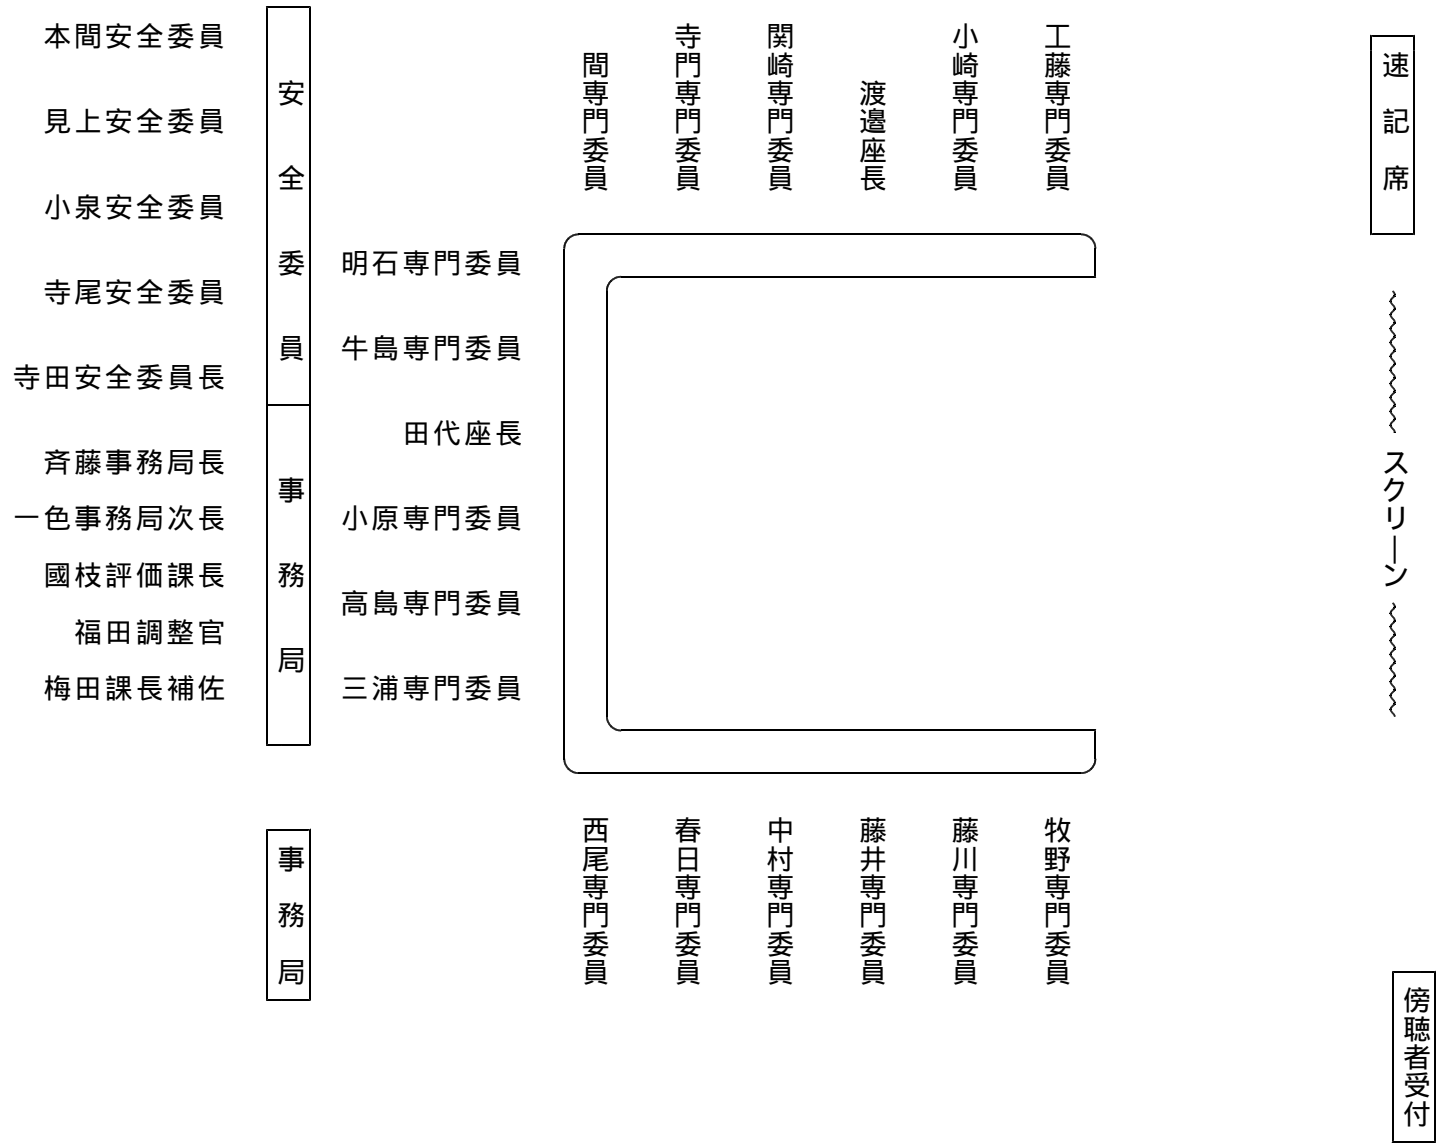 本間安全委員
見上安全委員
小泉安全委員
寺尾安全委員
寺田安全委員長
斉藤事務局長
一色事務局次長
國枝評価課長
福田調整官
梅田課長補佐
安全委員
事務局
事務局
明石専門委員
牛島専門委員
田代座長
小原専門委員
高島専門委員
三浦専門委員
間専門委員
寺門専門委員
関崎専門委員
渡邉座長
小崎専門委員
工藤専門委員
西尾専門委員
春日専門委員
中村専門委員
藤井専門委員
藤川専門委員
牧野専門委員
速記席
スクリーン
傍聴者受付